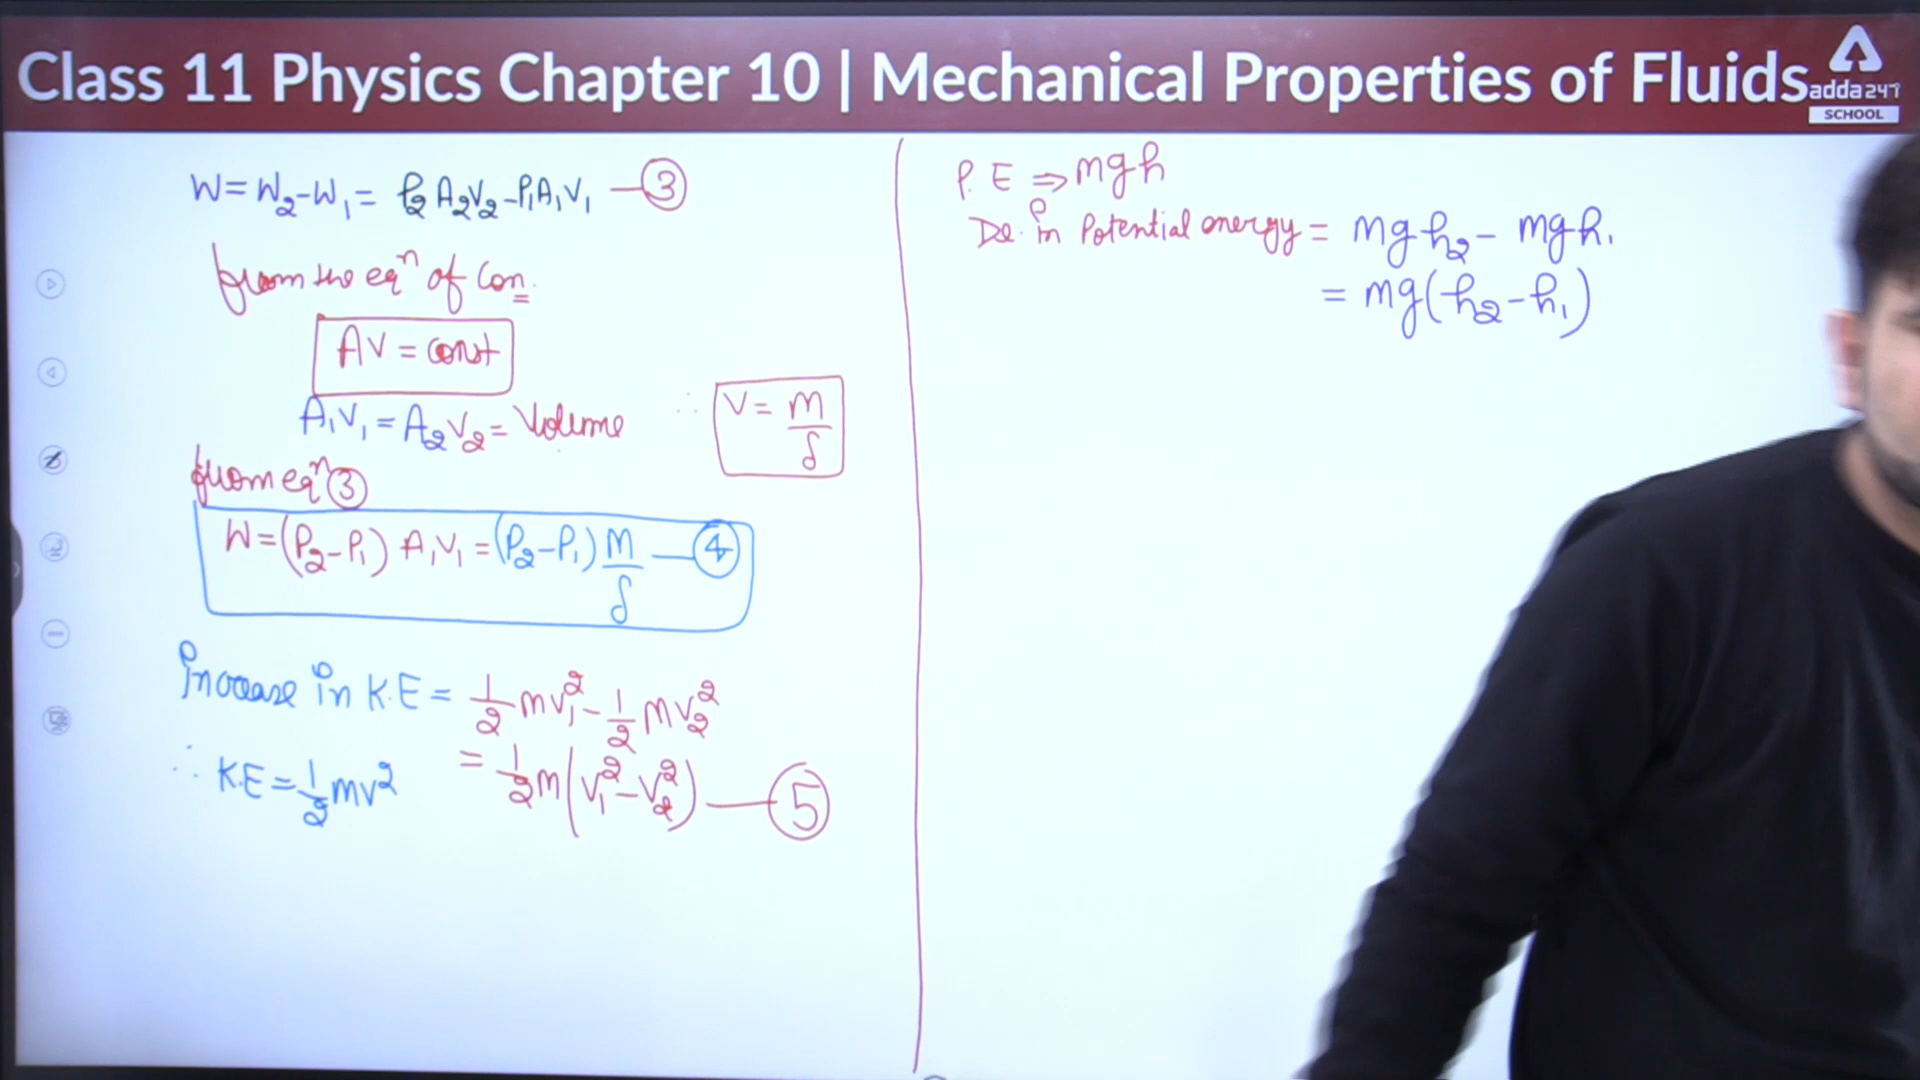 Class 11 Physics Chapter 10 | Mechanical Properties of Fluids
adda247
SCHOOL
W = W₂ - W₁ = P₂ A₂V₂ - P₁A₁V₁ — ③
from the eqⁿ of Con.
AV = const
A₁V₁ = A₂V₂ = Volume
∴ V = m/δ
from eqⁿ ③
W = (P₂ - P₁) A₁V₁ = (P₂ - P₁) m/δ — ④
increase in K.E = 1/2 mv₁² - 1/2 mv₂²
∴ K.E = 1/2 mv²
= 1/2 m (v₁² - v₂²) — ⑤
P.E ⇒ mgh
De. in Potential energy = mgh₂ - mgh₁
= mg(h₂ - h₁)